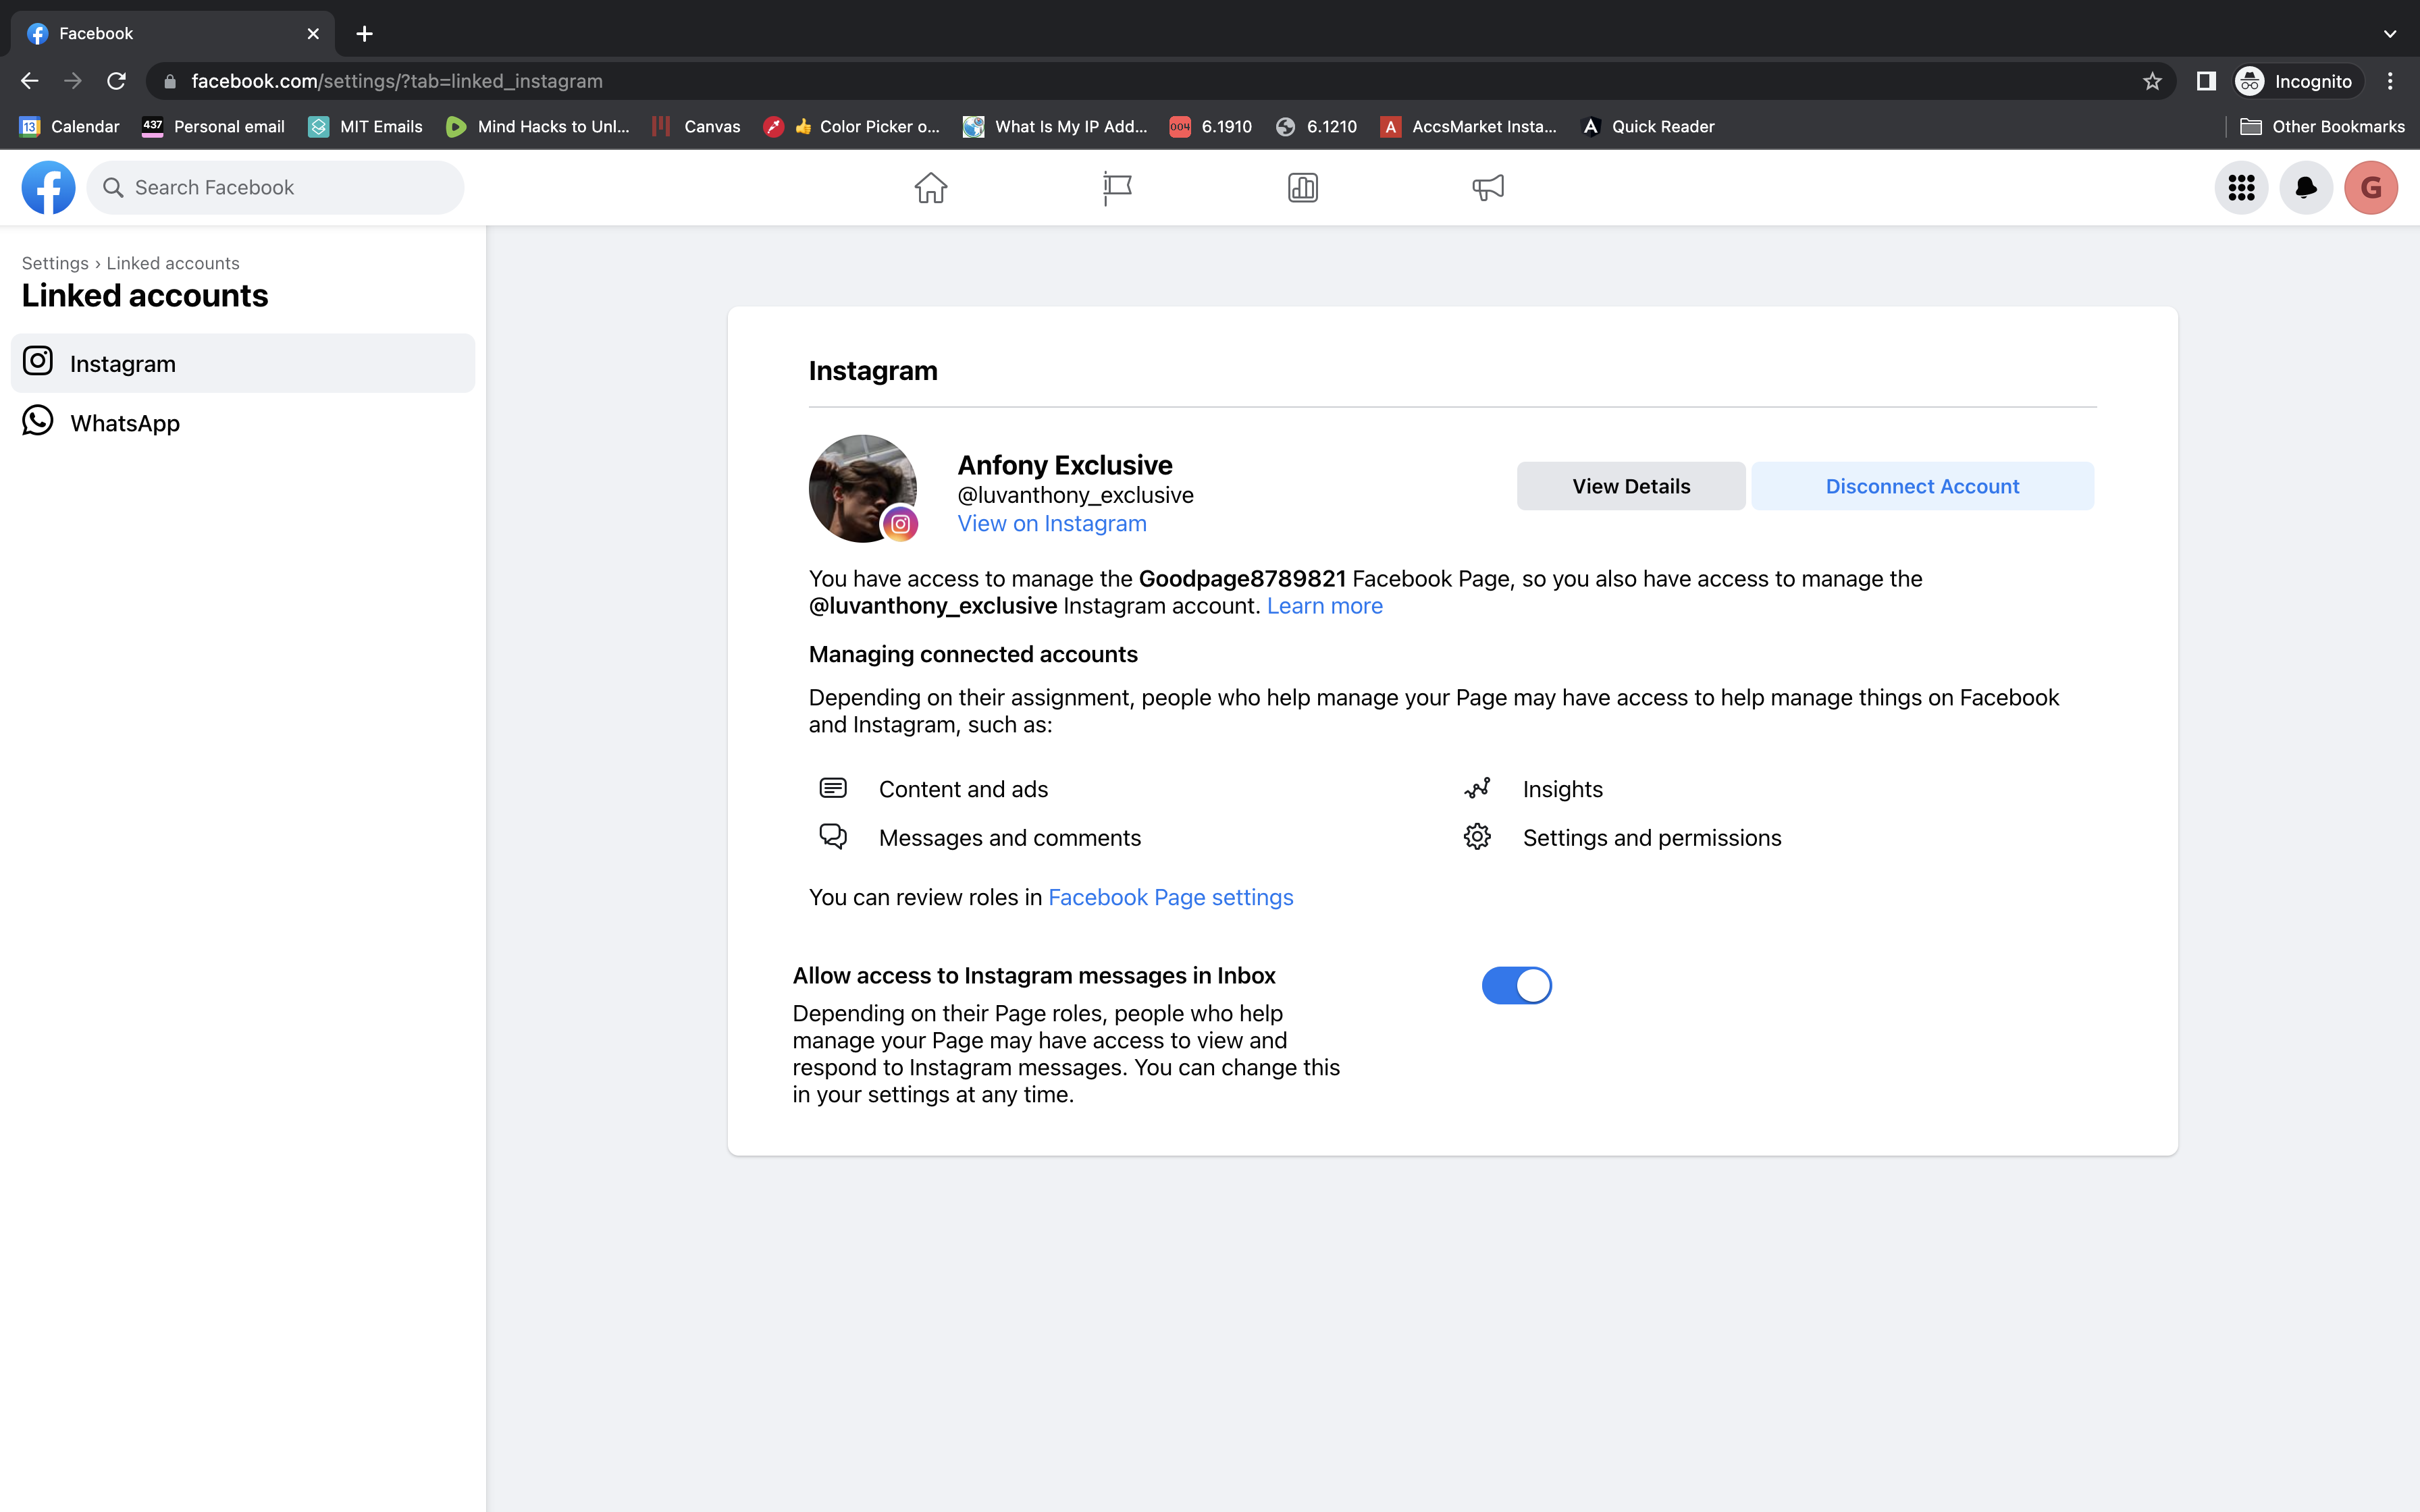 Facebook
facebook.com/settings/?tab=linked_instagram
Incognito
13 Calendar
437 Personal email
MIT Emails
Mind Hacks to Unl...
Canvas
👍 Color Picker o...
What Is My IP Add...
004 6.1910
6.1210
A AccsMarket Insta...
Quick Reader
Other Bookmarks
Search Facebook
G
Settings › Linked accounts
Linked accounts
Instagram
WhatsApp
Instagram
Anfony Exclusive
@luvanthony_exclusive
View on Instagram
View Details
Disconnect Account
You have access to manage the Goodpage8789821 Facebook Page, so you also have access to manage the
@luvanthony_exclusive Instagram account. Learn more
Managing connected accounts
Depending on their assignment, people who help manage your Page may have access to help manage things on Facebook
and Instagram, such as:
Content and ads
Insights
Messages and comments
Settings and permissions
You can review roles in Facebook Page settings
Allow access to Instagram messages in Inbox
Depending on their Page roles, people who help
manage your Page may have access to view and
respond to Instagram messages. You can change this
in your settings at any time.